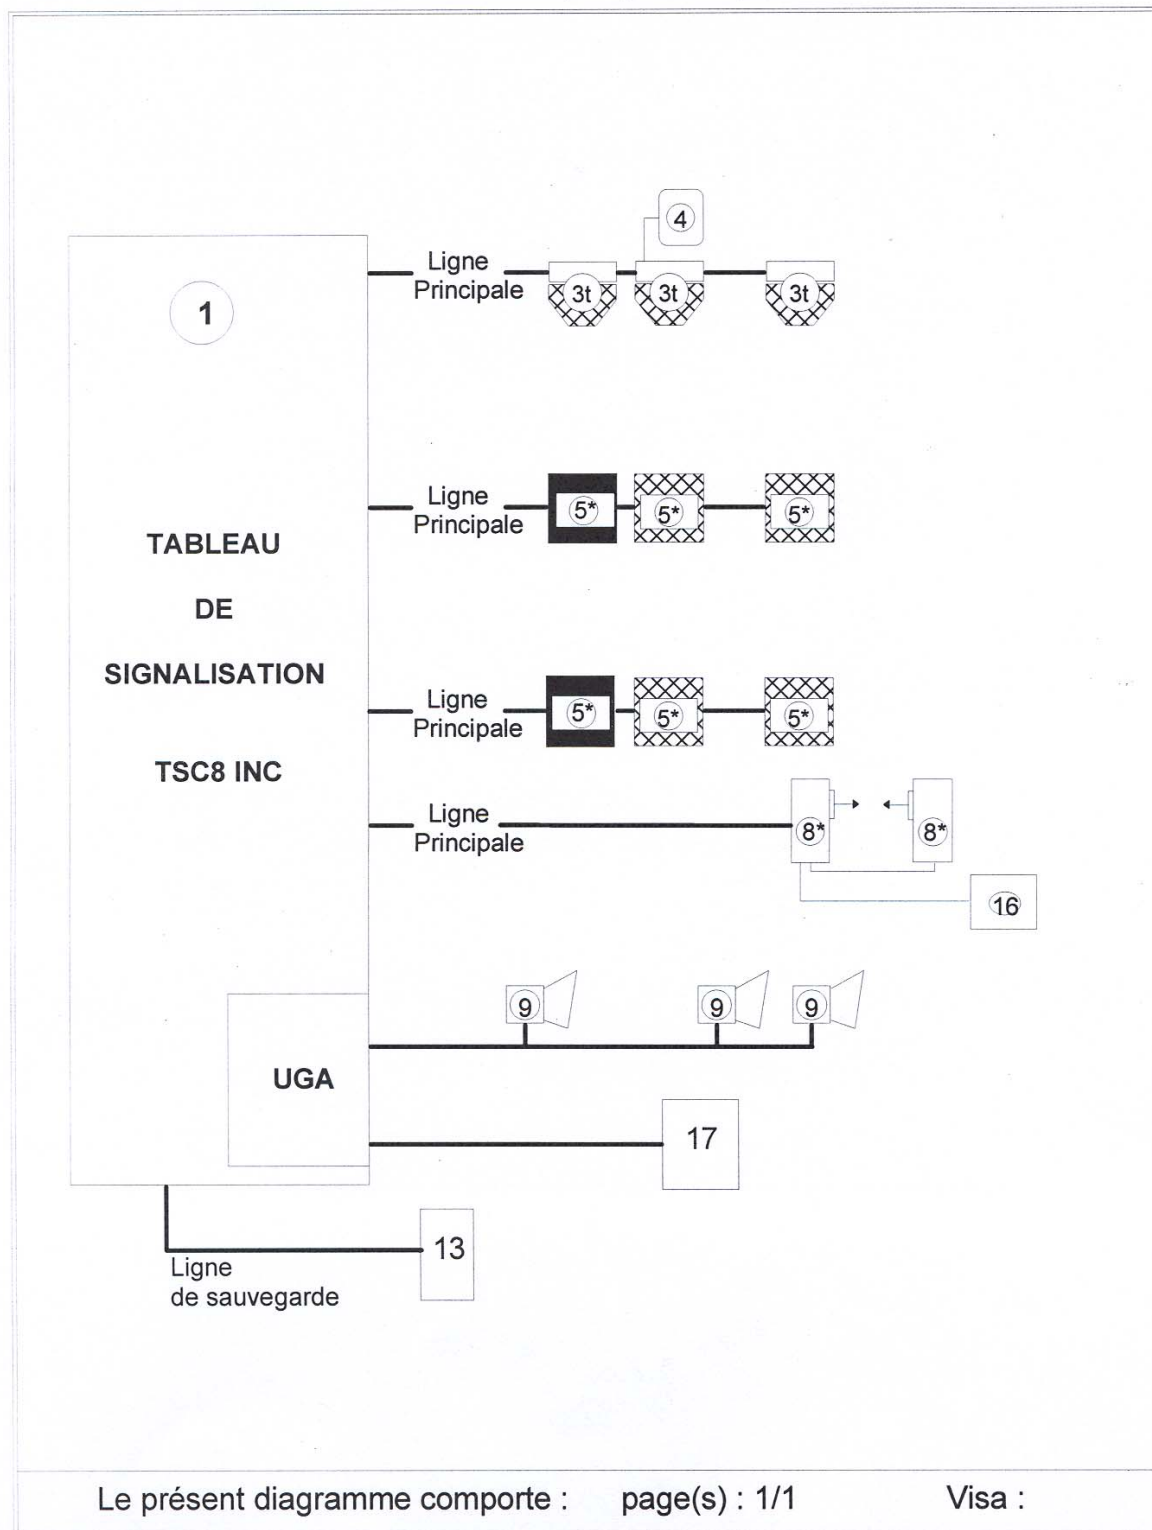 4
Ligne
Principale
3t
3t
3t
1
Ligne
Principale
5*
5*
5*
TABLEAU
DE
SIGNALISATION
TSC8 INC
Ligne
Principale
5*
5*
5*
Ligne
Principale
8*
8*
16
9
9
9
UGA
17
13
Ligne
de sauvegarde
Le présent diagramme comporte : page(s) : 1/1 Visa :